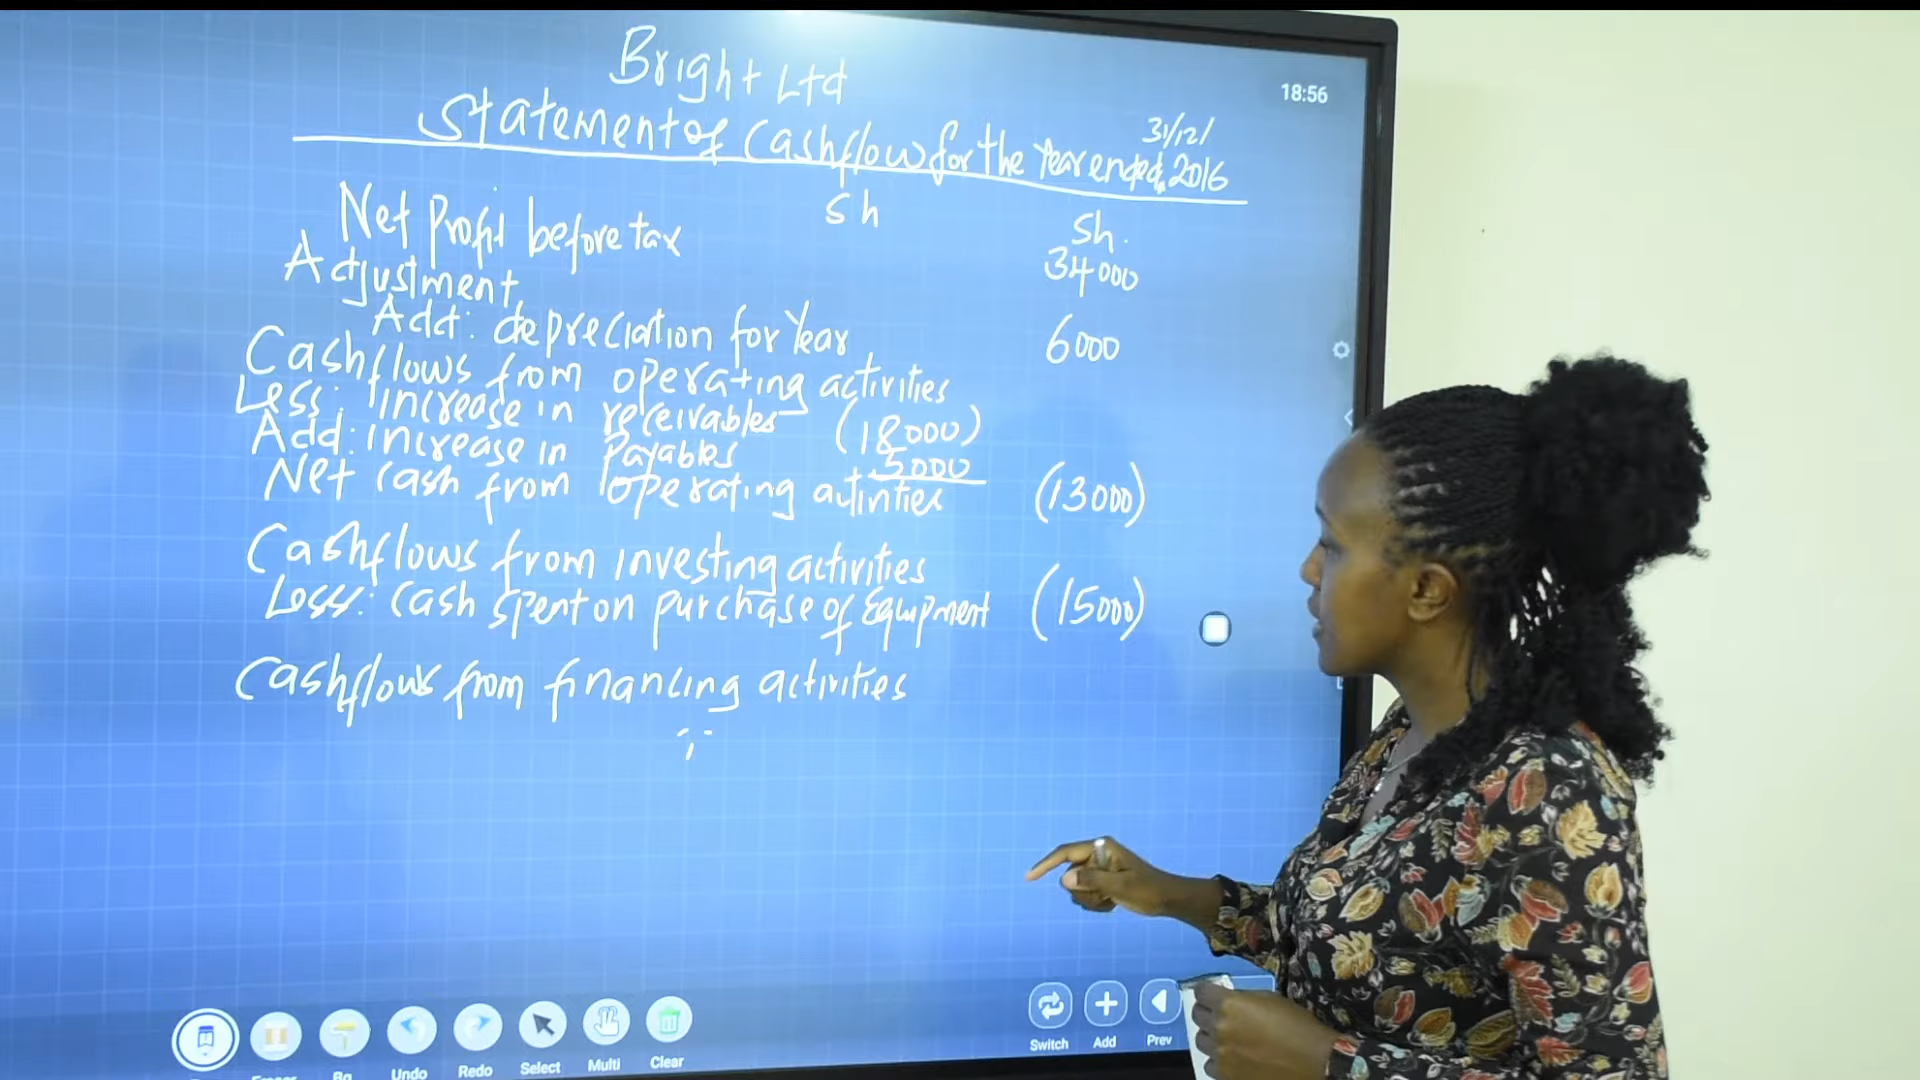 Bright Ltd
Statement of Cashflow for the Year ended 31/12/2016
Sh Sh.
Net Profit before tax 34000
Adjustment
Add: depreciation for Year 6000
Cashflows from operating activities
Less: increase in receivables (18000)
Add: increase in Payables 5000
Net cash from operating activities (13000)
Cashflows from investing activities
Less: Cash spent on purchase of Equipment (15000)
Cashflows from financing activities
18:56
Undo Redo Select Multi Clear
Switch Add Prev